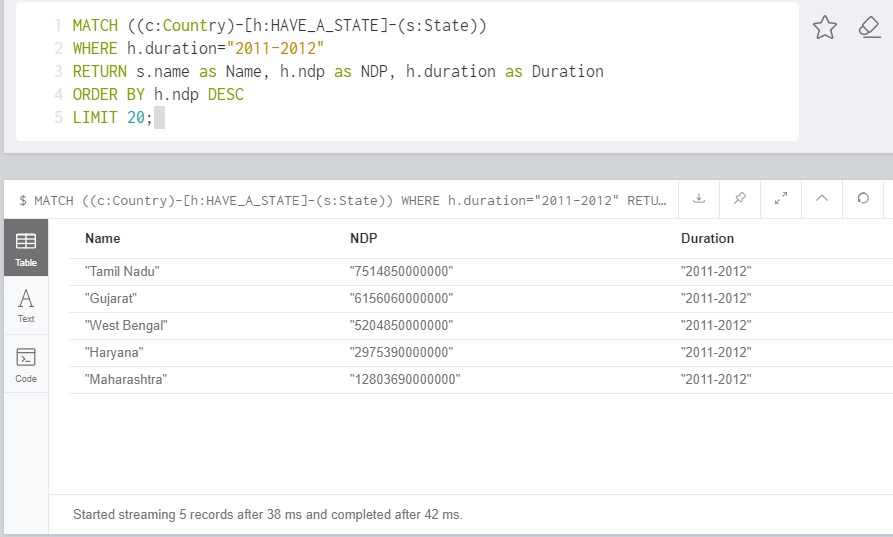 1 MATCH ((c:Country)-[h:HAVE_A_STATE]-(s:State))
2 WHERE h.duration="2011-2012"
3 RETURN s.name as Name, h.ndp as NDP, h.duration as Duration
4 ORDER BY h.ndp DESC
5 LIMIT 20;
$ MATCH ((c:Country)-[h:HAVE_A_STATE]-(s:State)) WHERE h.duration="2011-2012" RETU…
Table
Text
Code
Name NDP Duration
"Tamil Nadu" "7514850000000" "2011-2012"
"Gujarat" "6156060000000" "2011-2012"
"West Bengal" "5204850000000" "2011-2012"
"Haryana" "2975390000000" "2011-2012"
"Maharashtra" "12803690000000" "2011-2012"
Started streaming 5 records after 38 ms and completed after 42 ms.